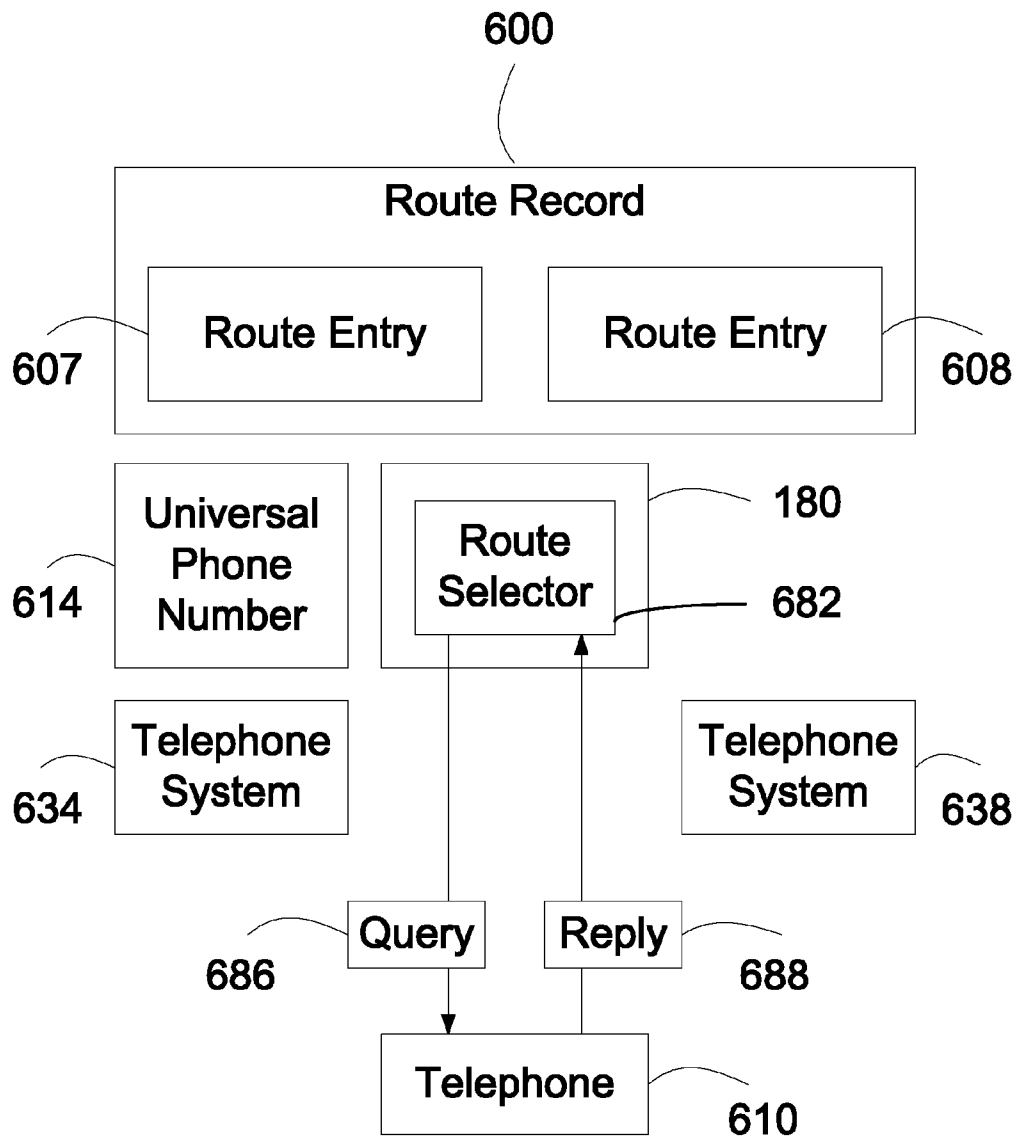 600
Route Record
Route Entry
Route Entry
607
608
Universal
Phone
Number
614
Route
Selector
180
682
Telephone
System
634
Telephone
System
638
Query
Reply
686
688
Telephone
610